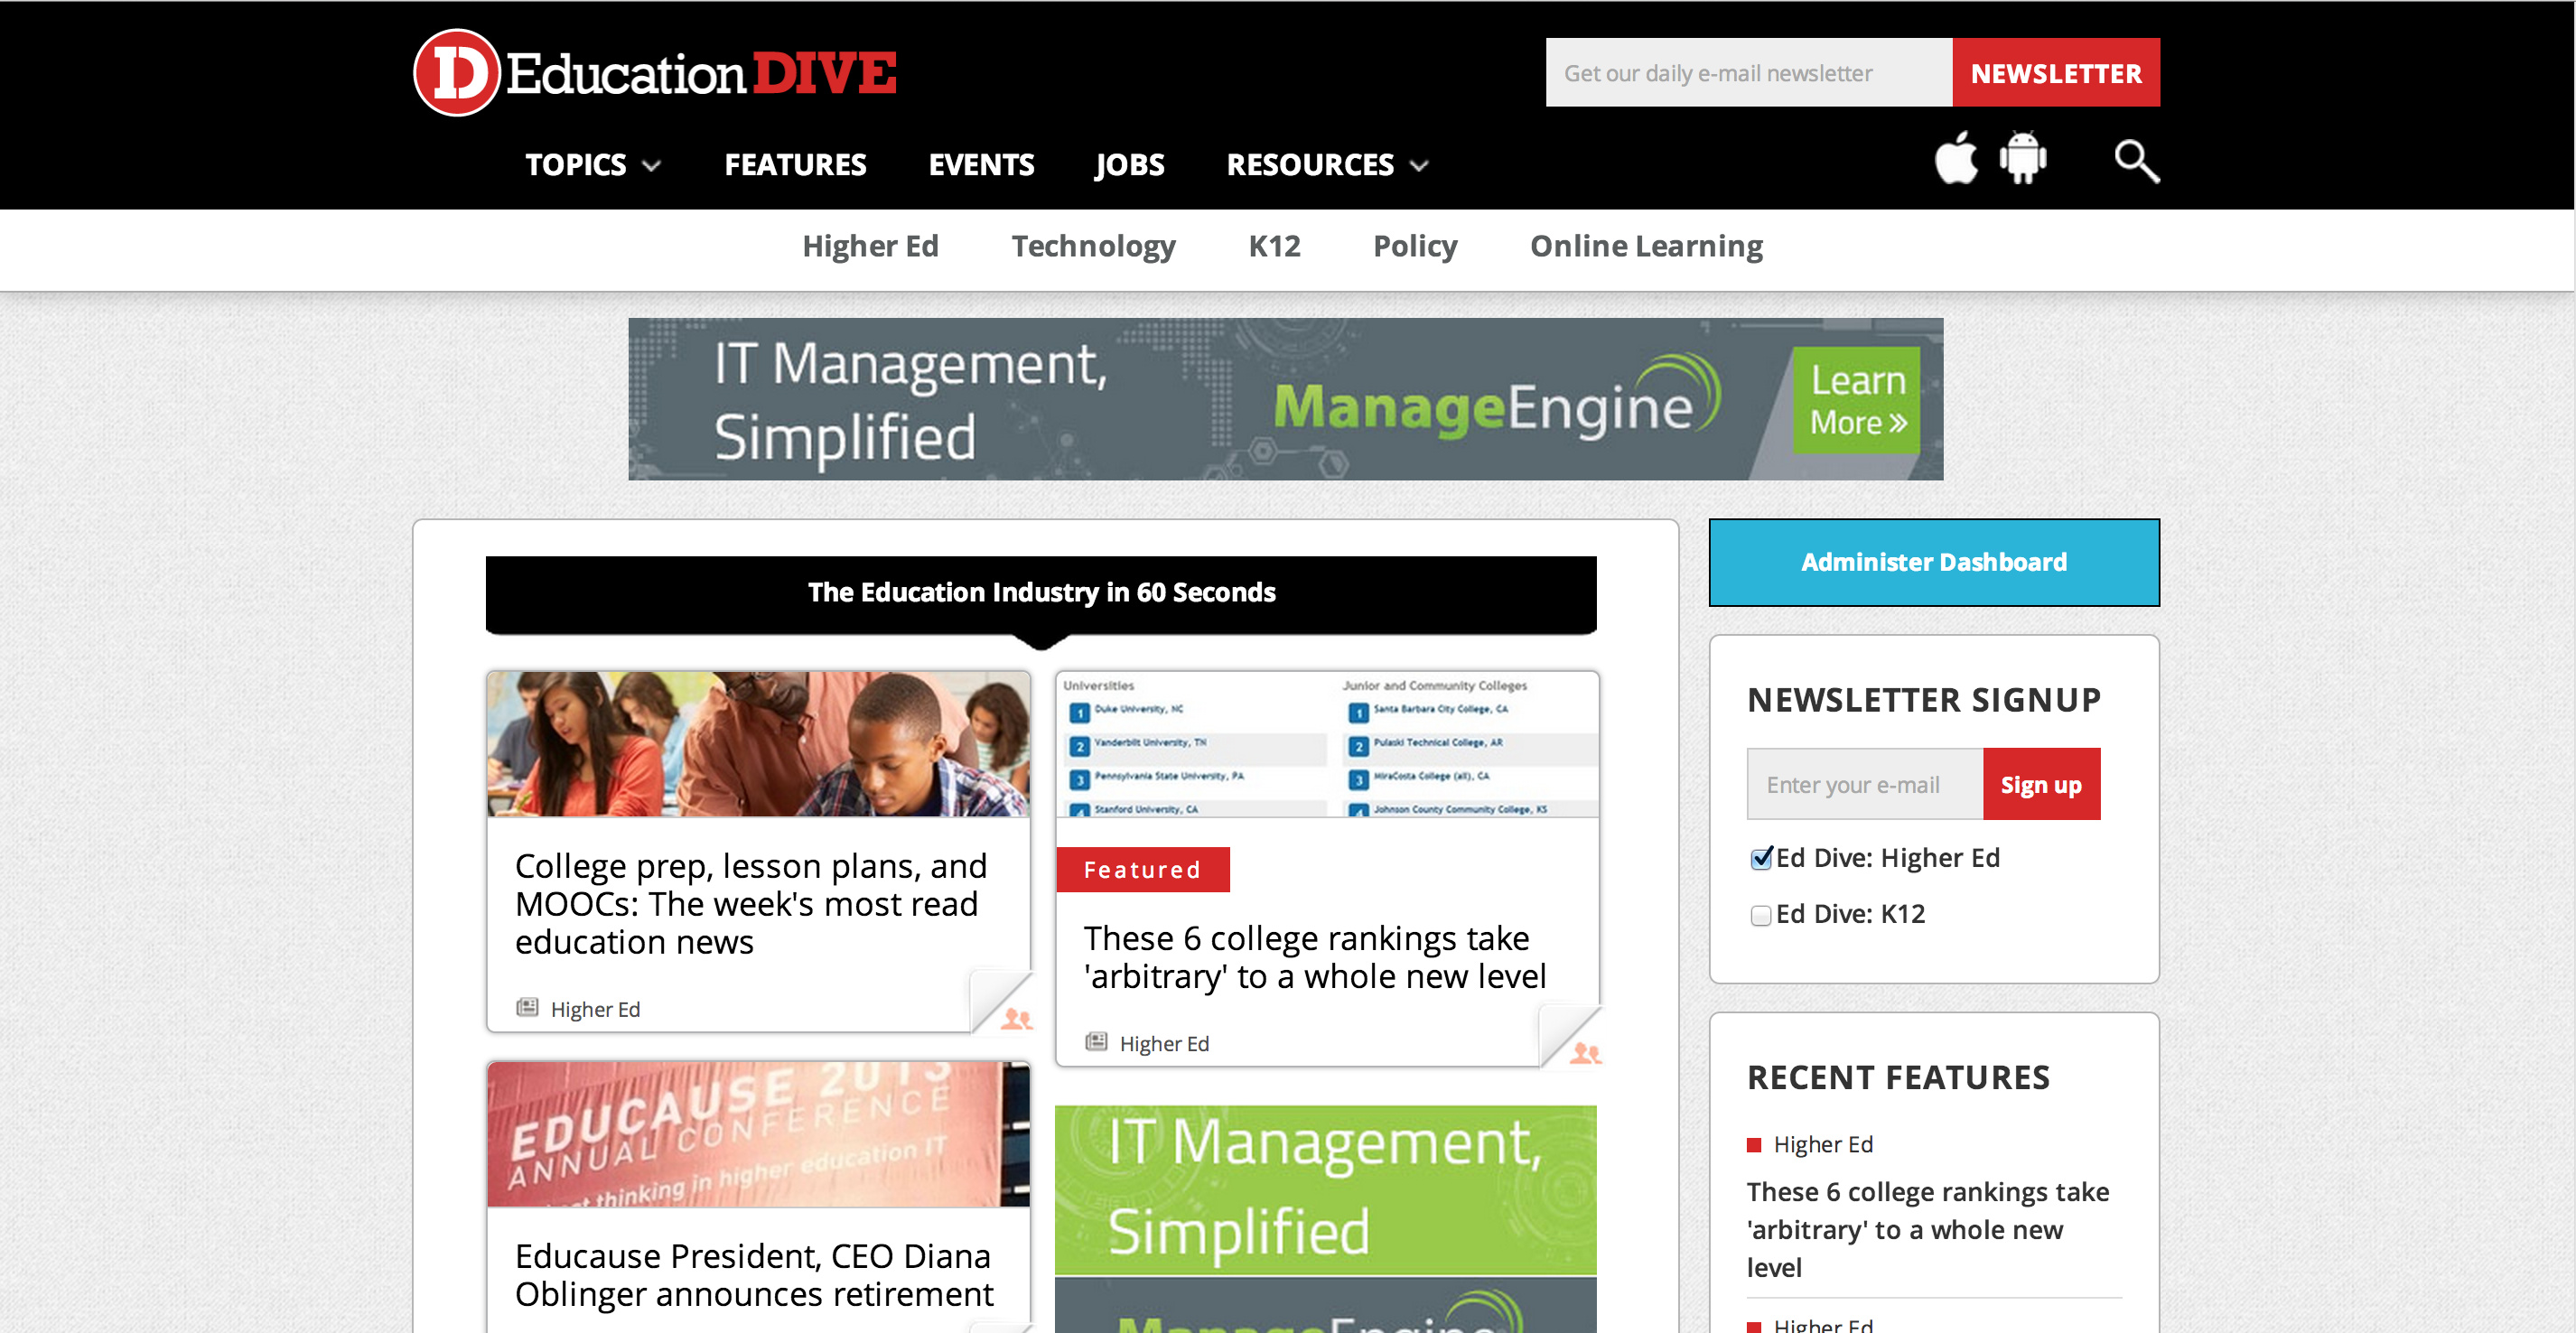 D Education DIVE
Get our daily e-mail newsletter
NEWSLETTER
TOPICS
FEATURES
EVENTS
JOBS
RESOURCES
Higher Ed
Technology
K12
Policy
Online Learning
IT Management,
Simplified
ManageEngine
Learn
More »
The Education Industry in 60 Seconds
College prep, lesson plans, and
MOOCs: The week's most read
education news
Higher Ed
EDUCAUSE 2013
ANNUAL CONFERENCE
thinking in higher education IT
Educause President, CEO Diana
Oblinger announces retirement
Universities
1 Duke University, NC
2 Vanderbilt University, TN
3 Pennsylvania State University, PA
4 Stanford University, CA
Junior and Community Colleges
1 Santa Barbara City College, CA
2 Pulaski Technical College, AR
3 MiraCosta College (all), CA
4 Johnson County Community College, KS
Featured
These 6 college rankings take
'arbitrary' to a whole new level
Higher Ed
IT Management,
Simplified
ManageEngine
Administer Dashboard
NEWSLETTER SIGNUP
Enter your e-mail
Sign up
Ed Dive: Higher Ed
Ed Dive: K12
RECENT FEATURES
Higher Ed
These 6 college rankings take
'arbitrary' to a whole new
level
Higher Ed